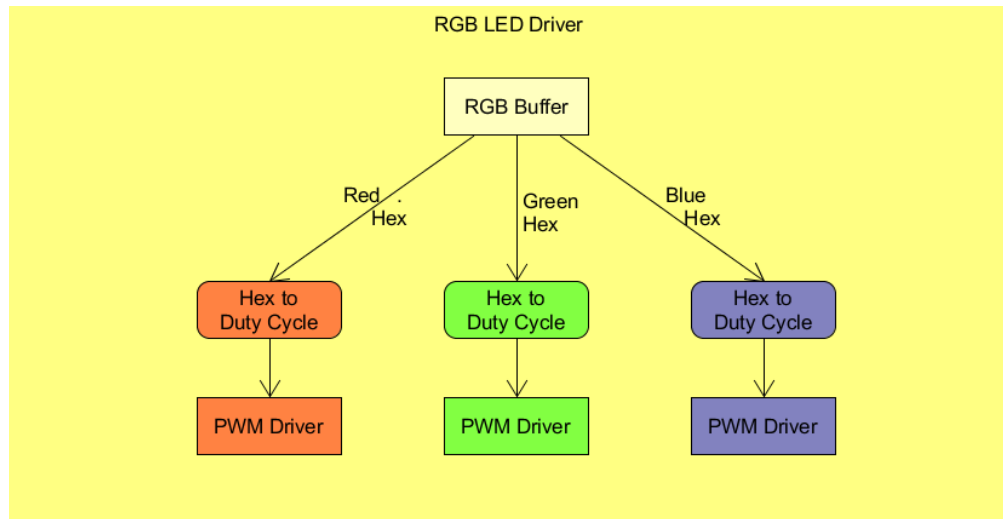 RGB LED Driver
RGB Buffer
Red .
Hex
Green
Hex
Blue
Hex
Hex to
Duty Cycle
Hex to
Duty Cycle
Hex to
Duty Cycle
PWM Driver
PWM Driver
PWM Driver